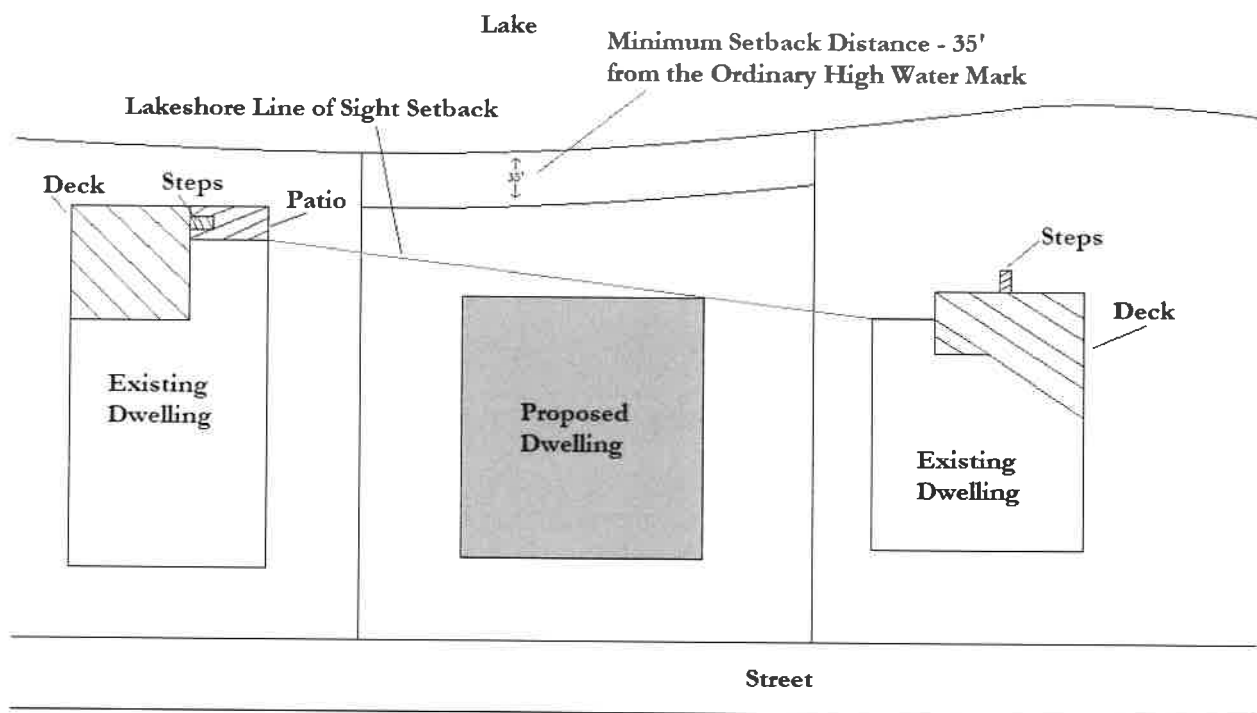 Lake
Minimum Setback Distance - 35'
from the Ordinary High Water Mark
Lakeshore Line of Sight Setback
35'
Deck
Steps
Patio
Steps
Deck
Existing
Dwelling
Proposed
Dwelling
Existing
Dwelling
Street